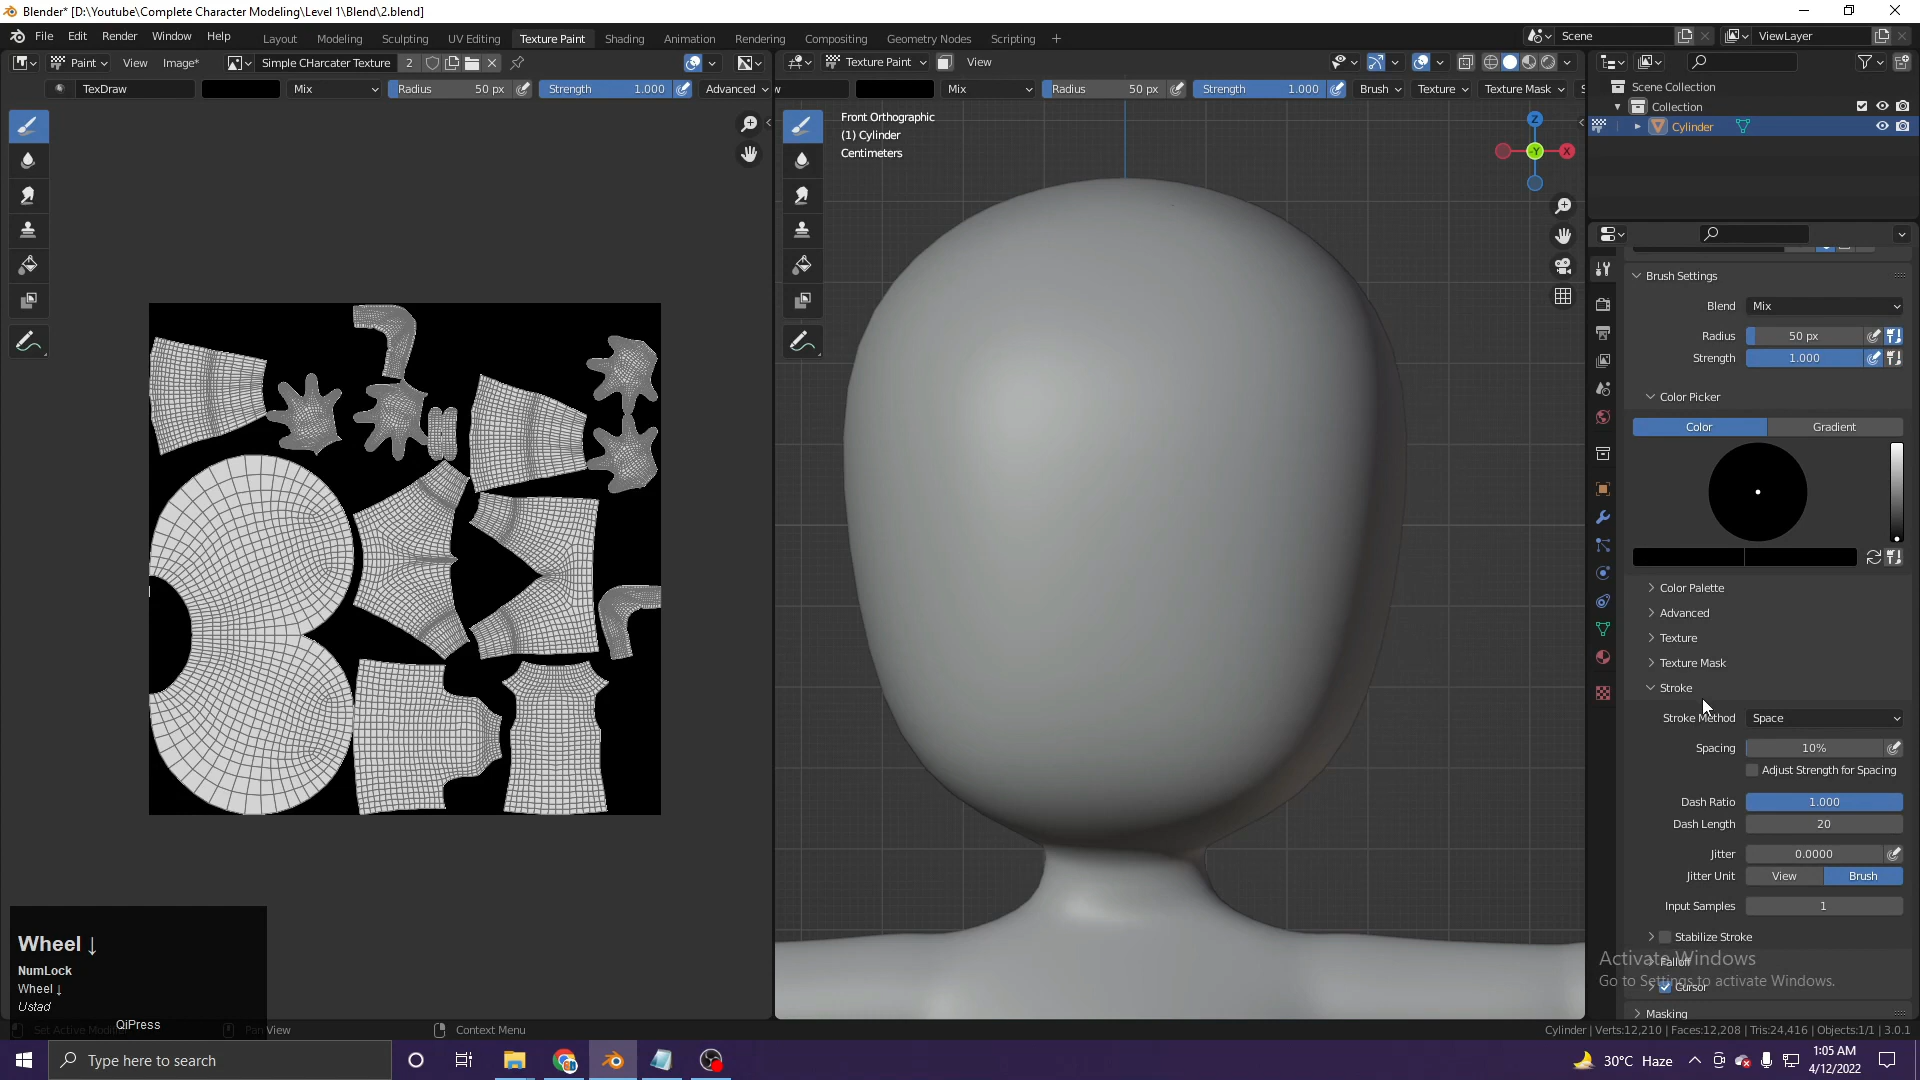 Blender* [D:\Youtube\Complete Character Modeling\Level 1\Blend\2.blend]
File Edit Render Window Help Layout Modeling Sculpting UV Editing Texture Paint Shading Animation Rendering Compositing Geometry Nodes Scripting + Scene ViewLayer
Paint View Image* Simple CHarcater Texture 2 Texture Paint View
TexDraw Mix Radius 50 px Strength 1.000 Advanced Mix Radius 50 px Strength 1.000 Brush Texture Texture Mask
Scene Collection
Collection
Cylinder
Front Orthographic
(1) Cylinder
Centimeters
Z
-Y
X
Brush Settings
Blend Mix
Radius 50 px
Strength 1.000
Color Picker
Color Gradient
Color Palette
Advanced
Texture
Texture Mask
Stroke
Stroke Method Space
Spacing 10%
Adjust Strength for Spacing
Dash Ratio 1.000
Dash Length 20
Jitter 0.0000
Jitter Unit View Brush
Input Samples 1
Stabilize Stroke
Falloff
Cursor
Masking
Activate Windows
Go to Settings to activate Windows.
Wheel ↓
NumLock
Wheel ↓
Ustad
QiPress
Pan View Context Menu
Cylinder | Verts:12,210 | Faces:12,208 | Tris:24,416 | Objects:1/1 | 3.0.1
Type here to search
30°C Haze
1:05 AM
4/12/2022